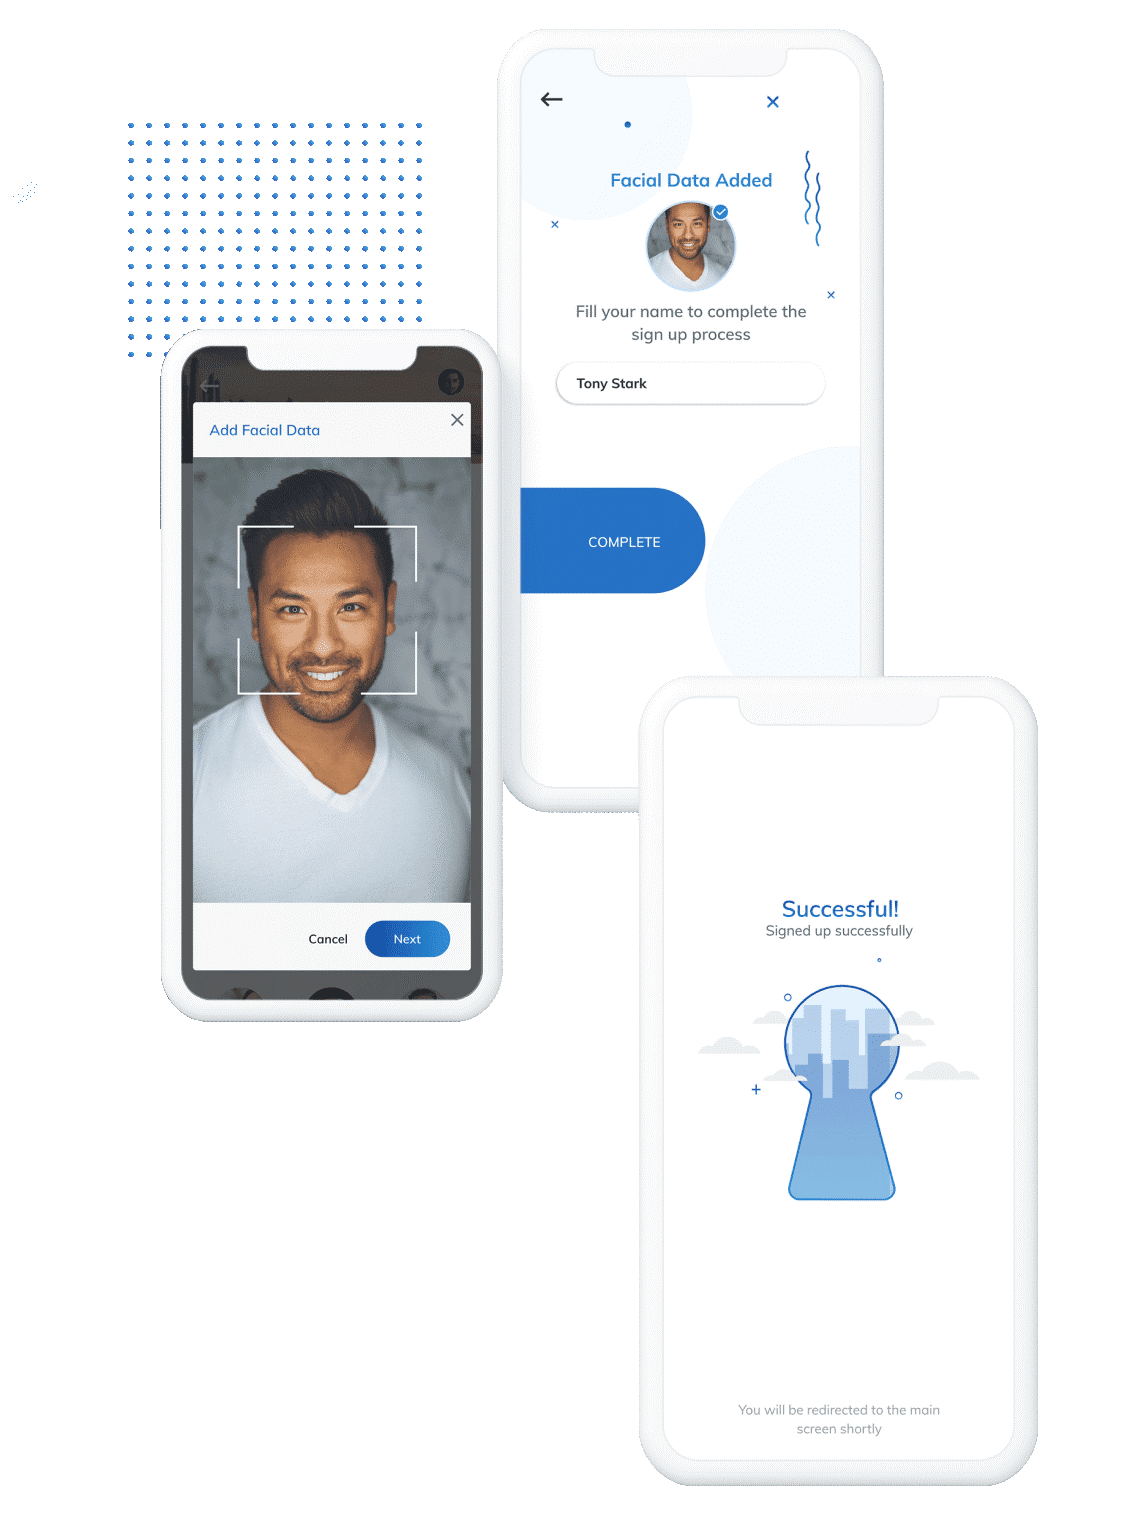 Facial Data Added
Fill your name to complete the
sign up process
Tony Stark
COMPLETE
Add Facial Data
Cancel
Next
Successful!
Signed up successfully
You will be redirected to the main
screen shortly